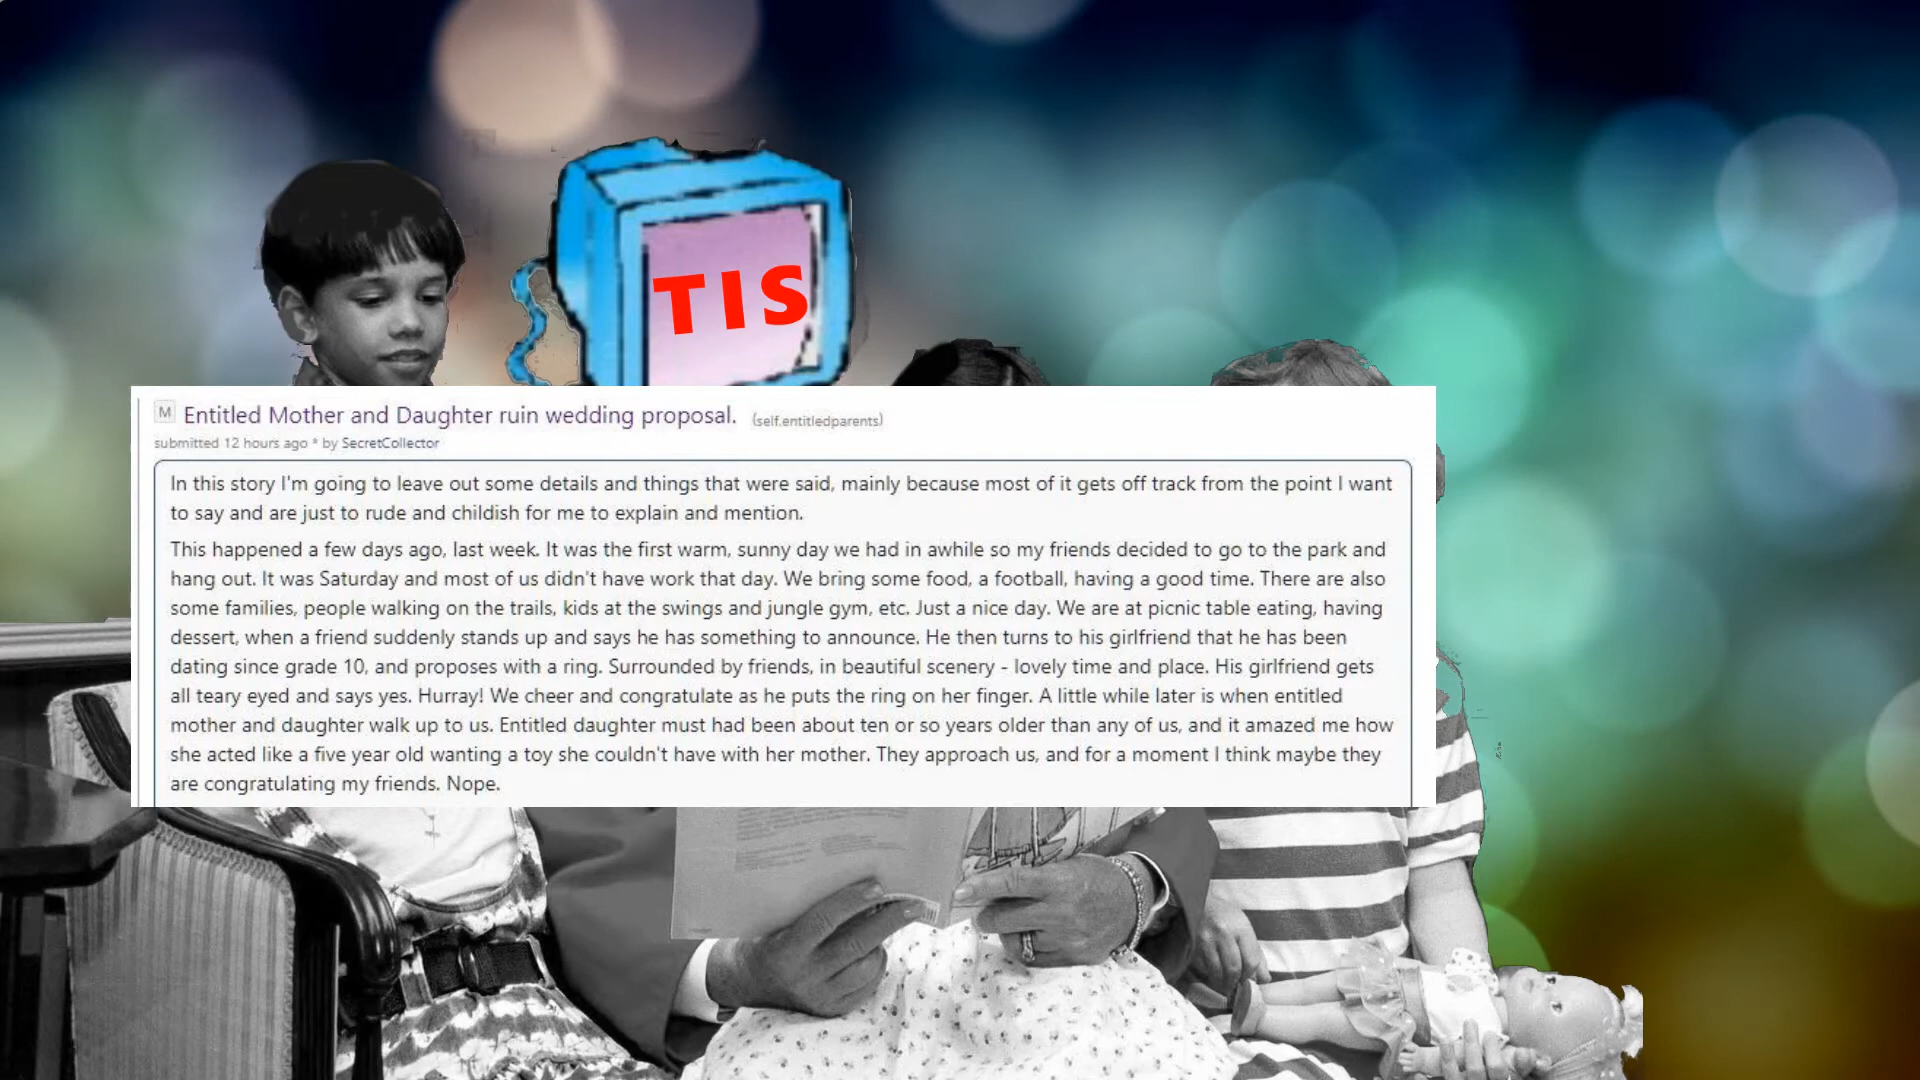 TIS
M Entitled Mother and Daughter ruin wedding proposal. (self.entitledparents)
submitted 12 hours ago * by SecretCollector
In this story I'm going to leave out some details and things that were said, mainly because most of it gets off track from the point I want
to say and are just to rude and childish for me to explain and mention.
This happened a few days ago, last week. It was the first warm, sunny day we had in awhile so my friends decided to go to the park and
hang out. It was Saturday and most of us didn't have work that day. We bring some food, a football, having a good time. There are also
some families, people walking on the trails, kids at the swings and jungle gym, etc. Just a nice day. We are at picnic table eating, having
dessert, when a friend suddenly stands up and says he has something to announce. He then turns to his girlfriend that he has been
dating since grade 10, and proposes with a ring. Surrounded by friends, in beautiful scenery - lovely time and place. His girlfriend gets
all teary eyed and says yes. Hurray! We cheer and congratulate as he puts the ring on her finger. A little while later is when entitled
mother and daughter walk up to us. Entitled daughter must had been about ten or so years older than any of us, and it amazed me how
she acted like a five year old wanting a toy she couldn't have with her mother. They approach us, and for a moment I think maybe they
are congratulating my friends. Nope.